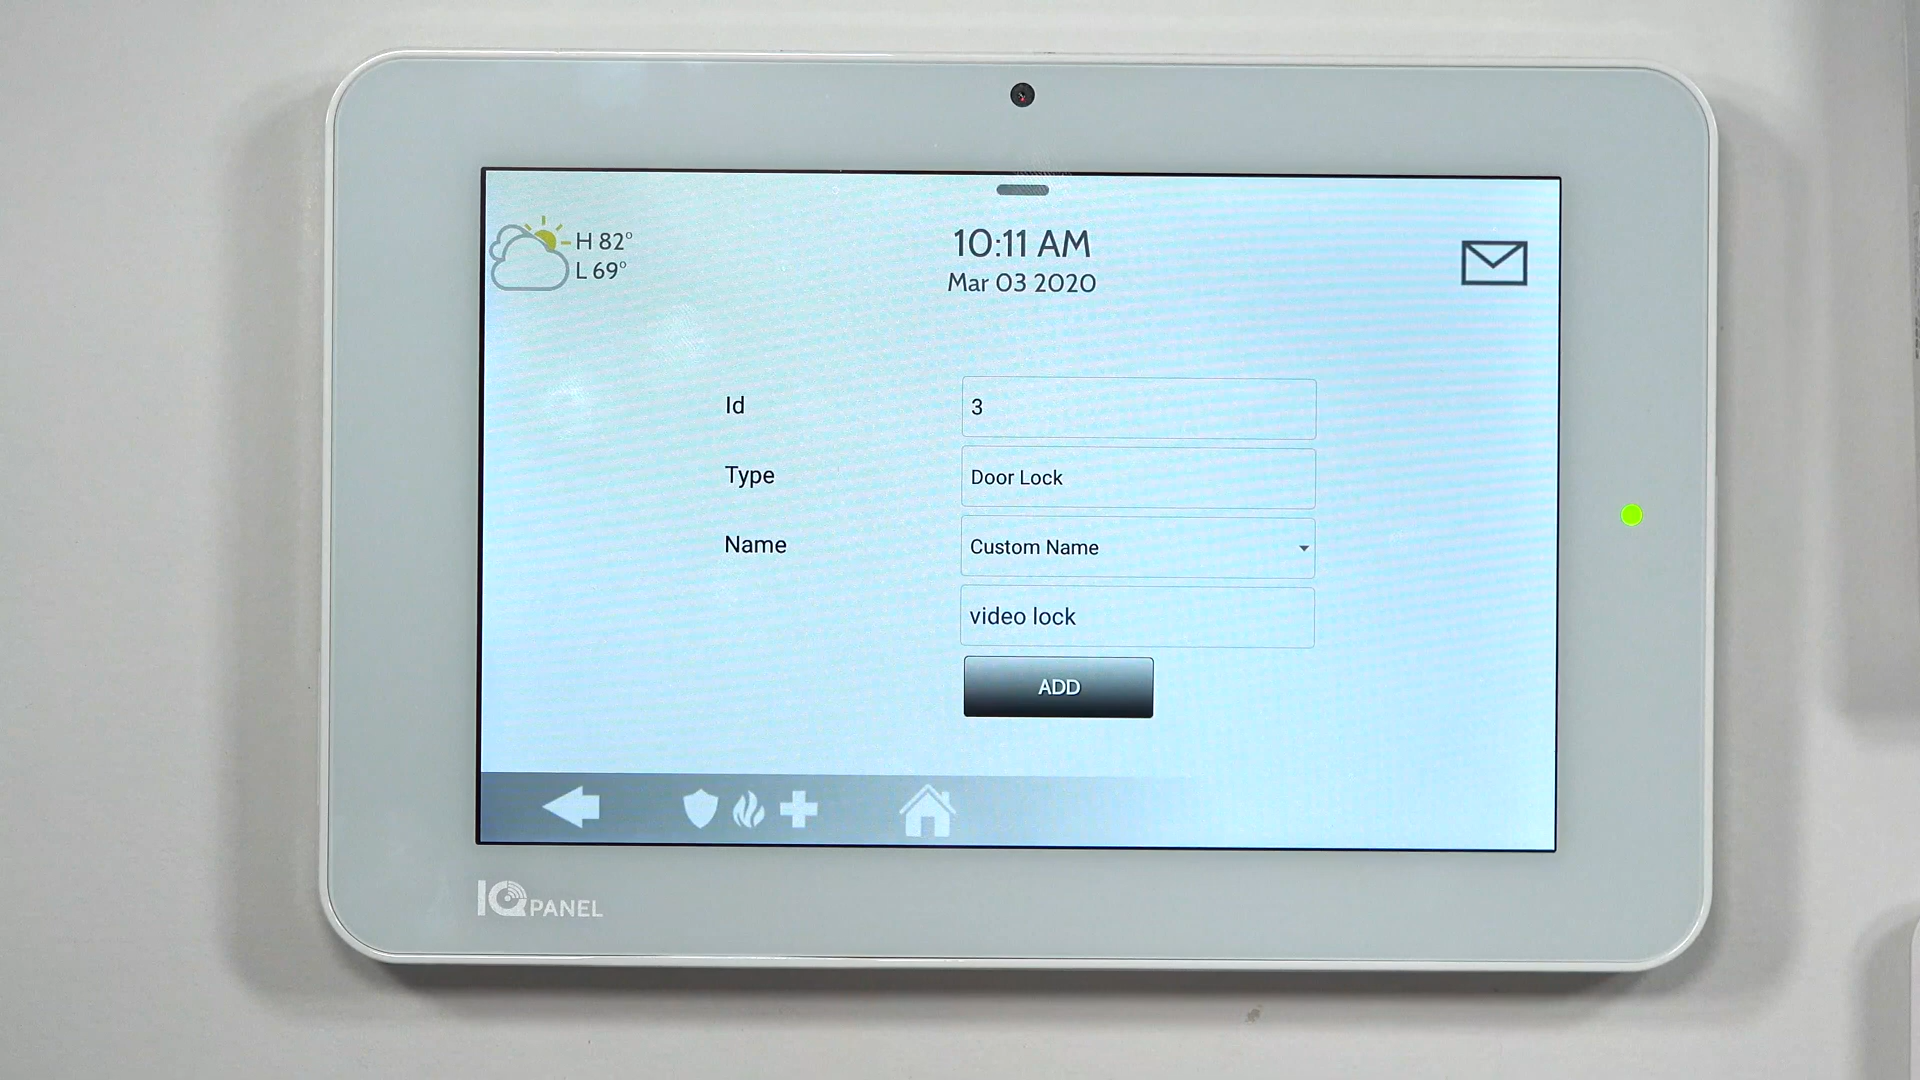 H 82°
L 69°
10:11 AM
Mar 03 2020
Id
3
Type
Door Lock
Name
Custom Name
video lock
ADD
IQ PANEL